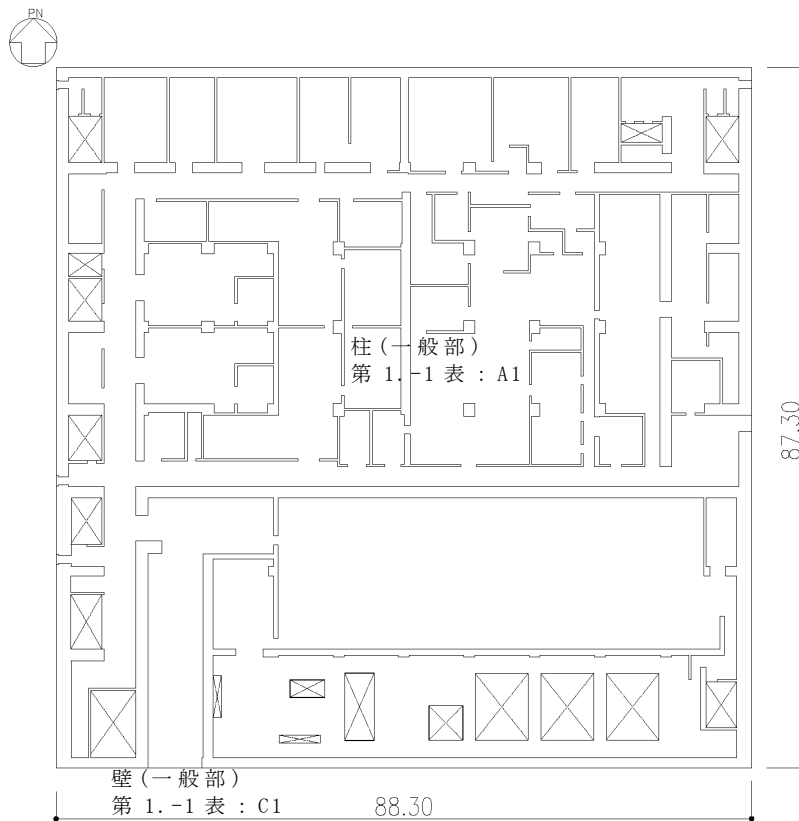 PN
柱(一般部)
第 1.-1 表 : A1
87.30
壁(一般部)
第 1.-1 表 : C1
88.30